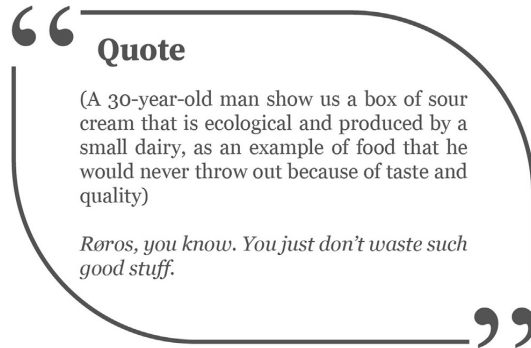 Quote
(A 30-year-old man show us a box of sour
cream that is ecological and produced by a
small dairy, as an example of food that he
would never throw out because of taste and
quality)
Røros, you know. You just don’t waste such
good stuff.